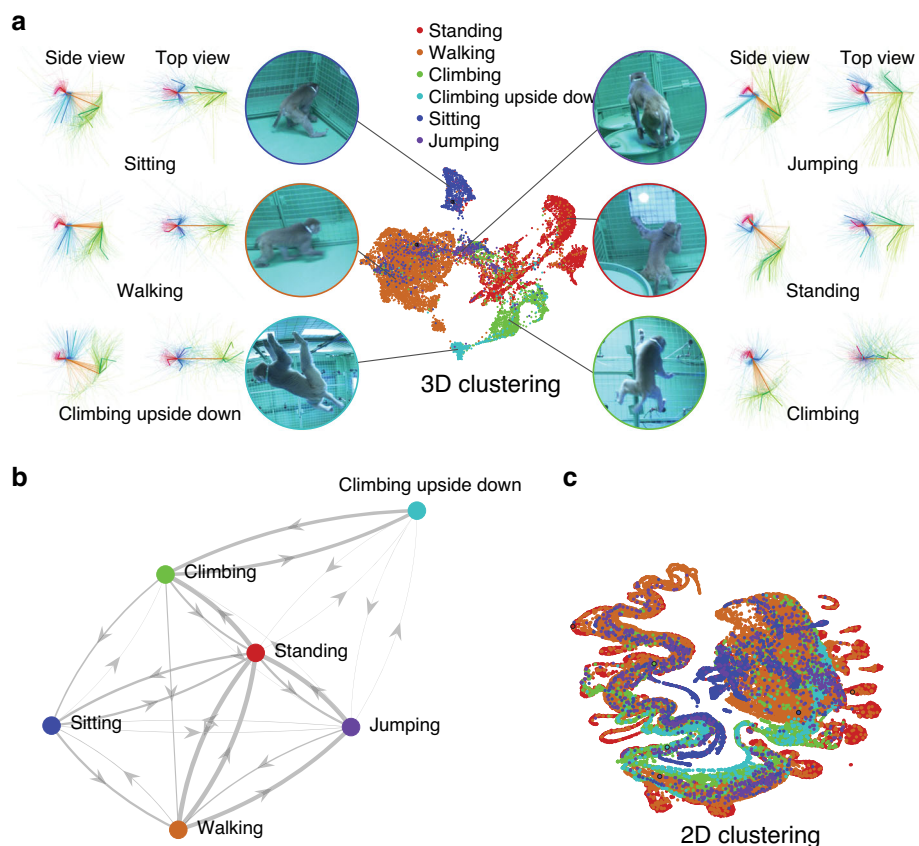 a
Side view Top view
Sitting
Walking
Climbing upside down
Standing
Walking
Climbing
Climbing upside dow
Sitting
Jumping
3D clustering
Side view Top view
Jumping
Standing
Climbing
b
Climbing upside down
Climbing
Standing
Sitting
Jumping
Walking
c
2D clustering